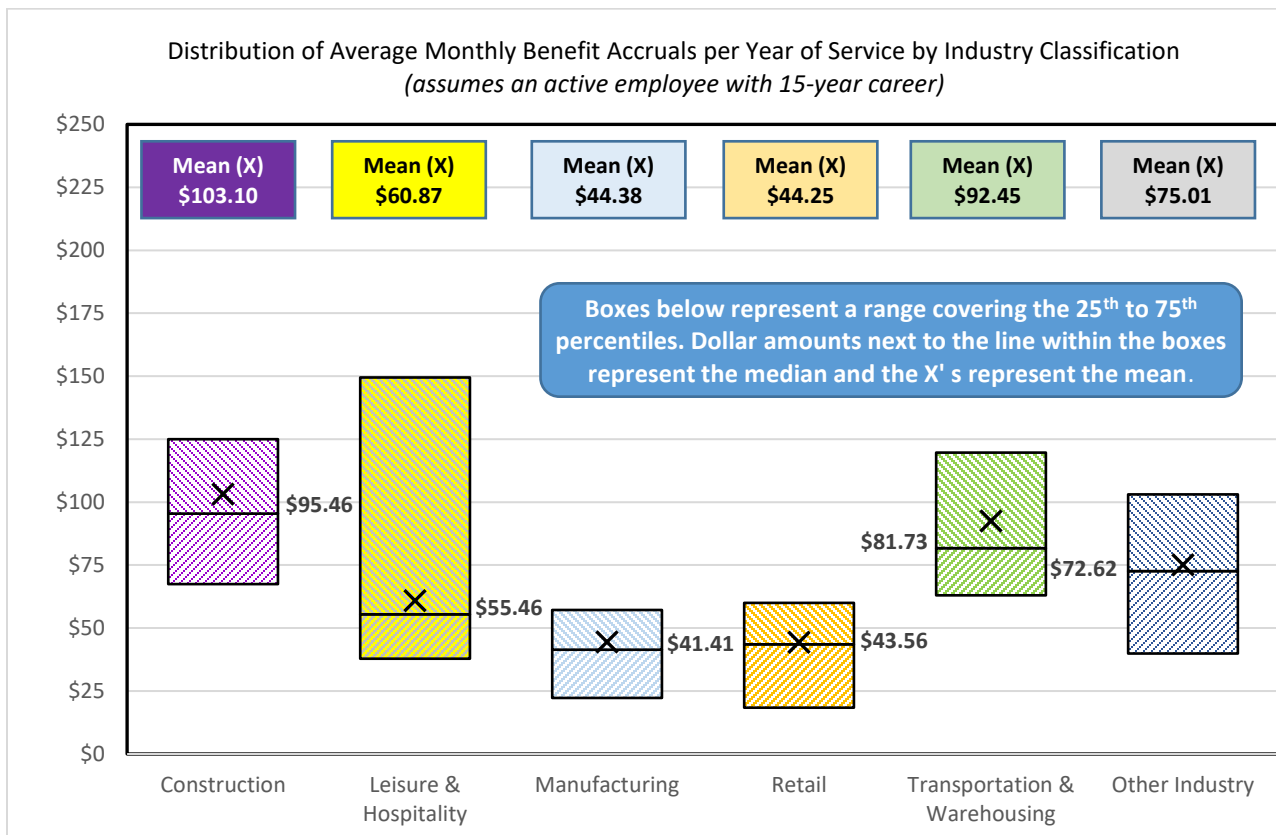 Distribution of Average Monthly Benefit Accruals per Year of Service by Industry Classification
(assumes an active employee with 15-year career)
$250
$225
$200
$175
$150
$125
$100
$75
$50
$25
$0
Mean (X)
$103.10
Mean (X)
$60.87
Mean (X)
$44.38
Mean (X)
$44.25
Mean (X)
$92.45
Mean (X)
$75.01
Boxes below represent a range covering the 25th to 75th
percentiles. Dollar amounts next to the line within the boxes
represent the median and the X' s represent the mean.
$95.46
$55.46
$41.41
$43.56
$81.73
$72.62
Construction
Leisure &
Hospitality
Manufacturing
Retail
Transportation &
Warehousing
Other Industry